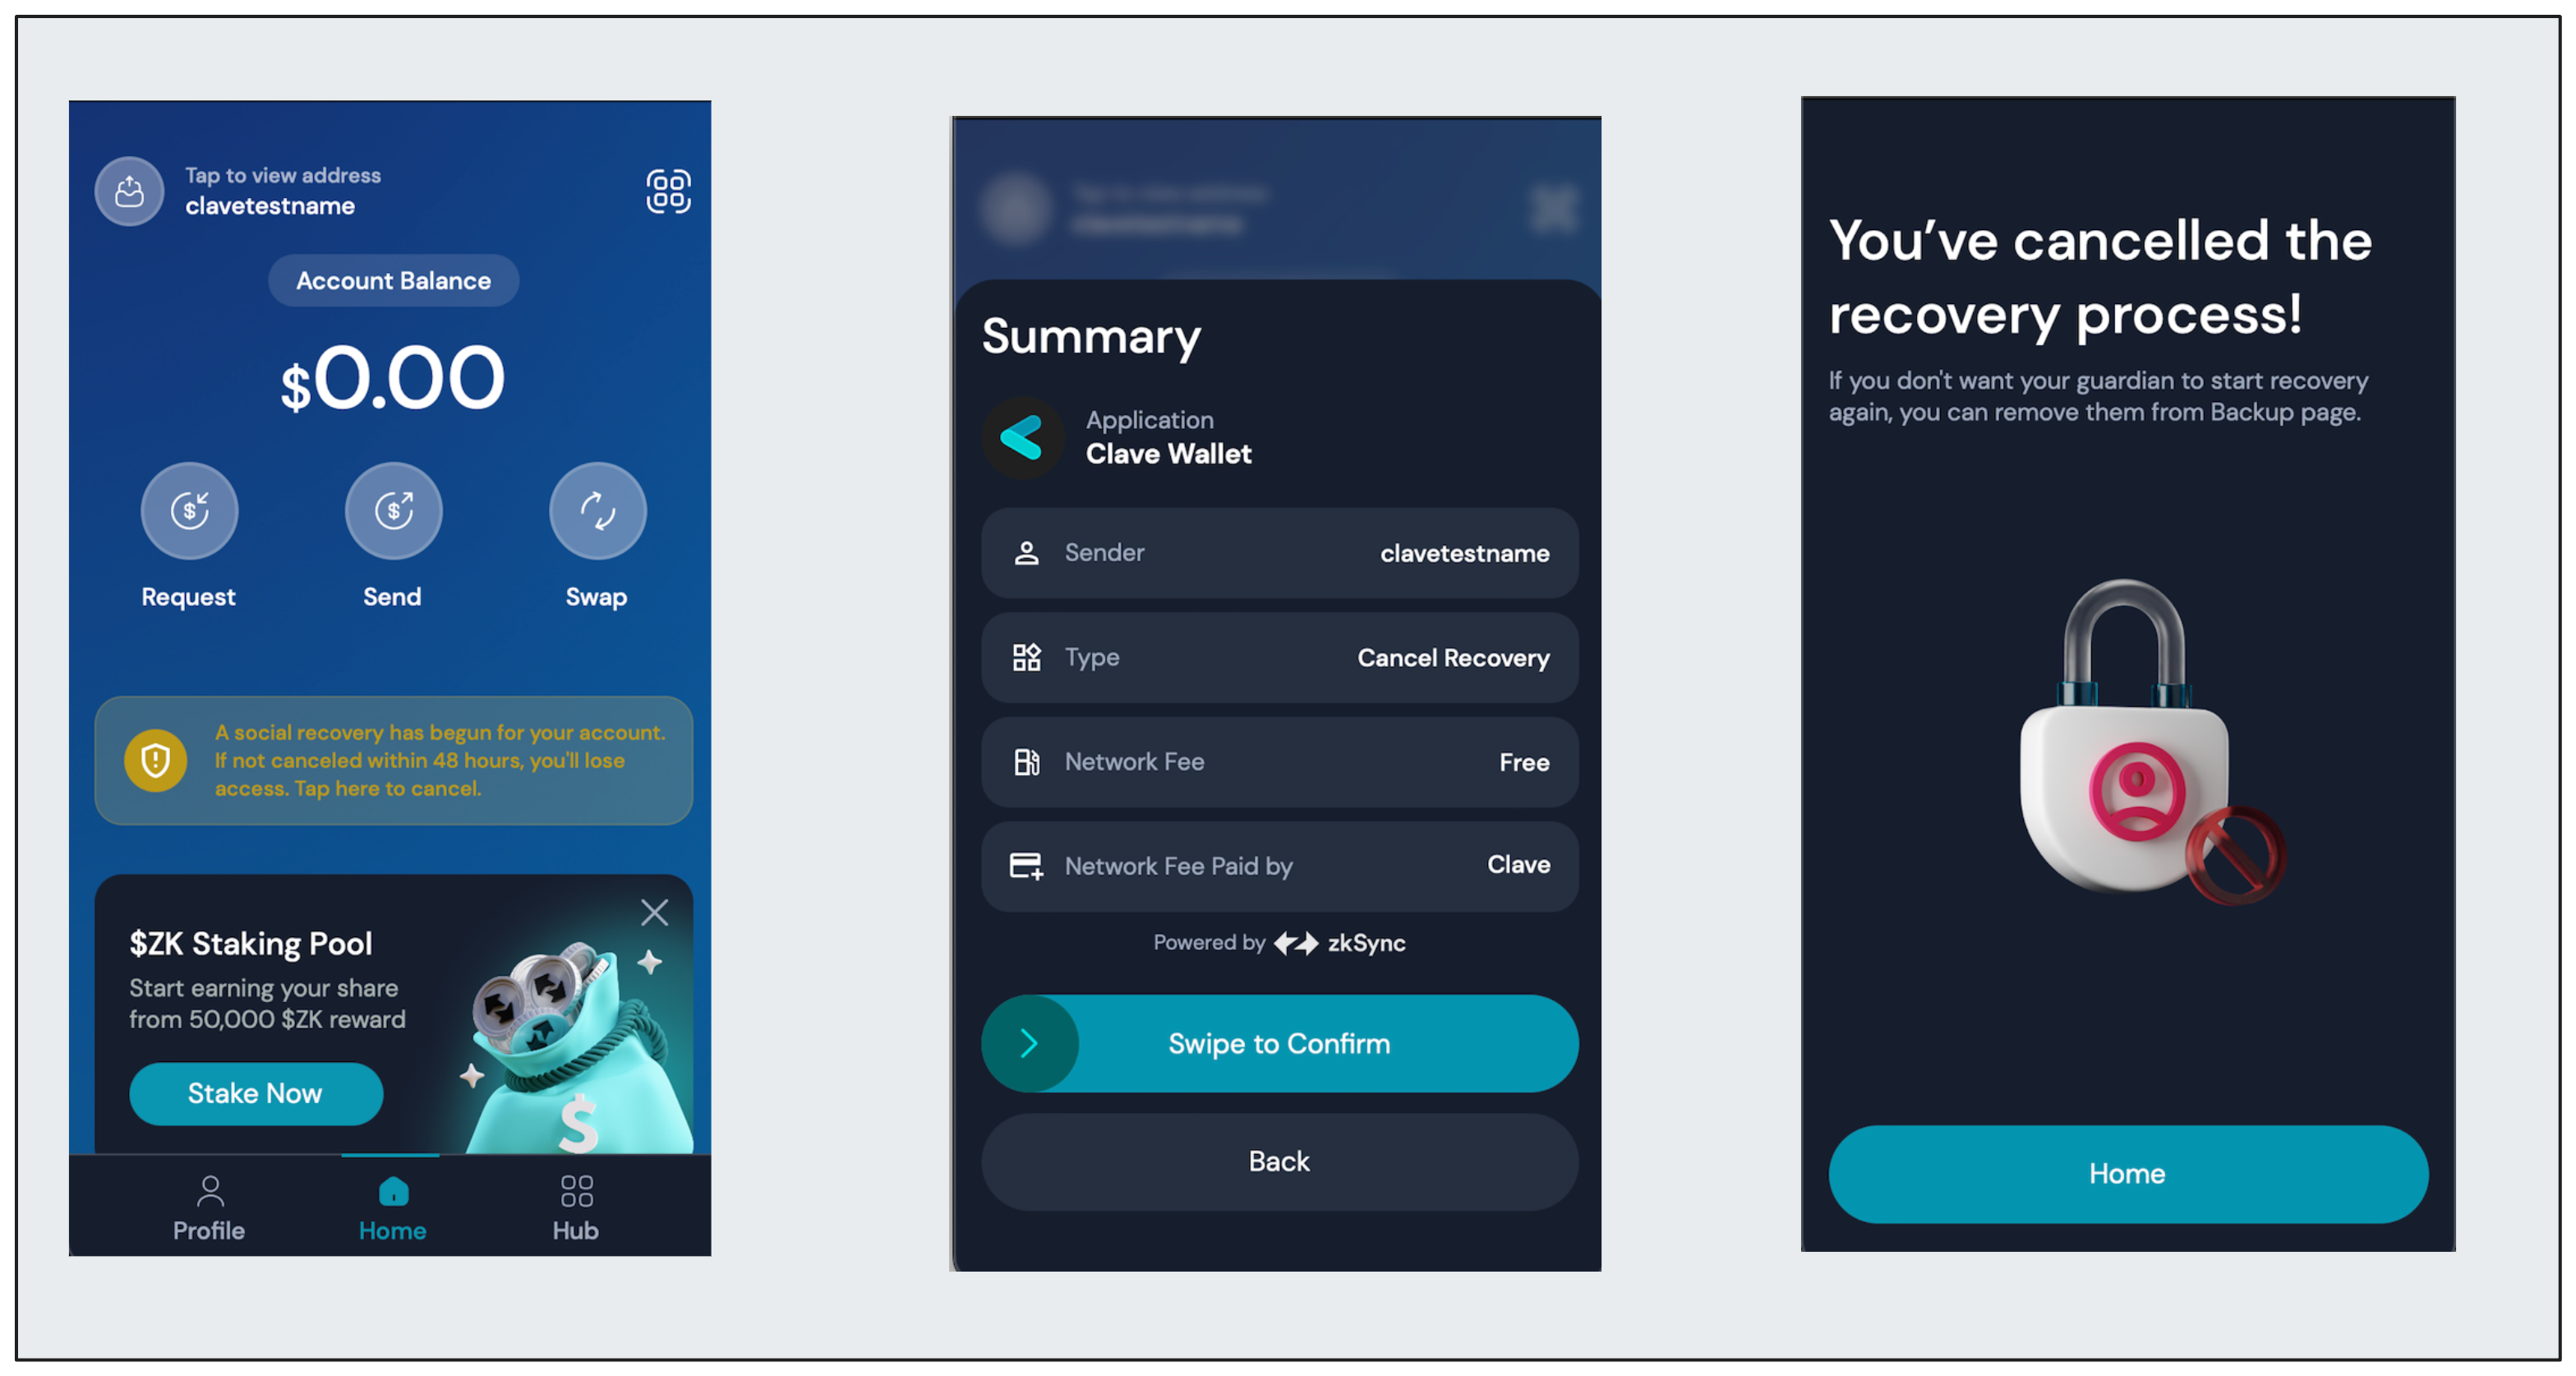 Tap to view address
clavetestname
Account Balance
$0.00
Request
Send
Swap
A social recovery has begun for your account.
If not canceled within 48 hours, you'll lose
access. Tap here to cancel.
$ZK Staking Pool
Start earning your share
from 50,000 $ZK reward
Stake Now
$
Profile
Home
Hub
Summary
Application
Clave Wallet
Sender
clavetestname
Type
Cancel Recovery
Network Fee
Free
Network Fee Paid by
Clave
Powered by zkSync
Swipe to Confirm
Back
You’ve cancelled the
recovery process!
If you don't want your guardian to start recovery
again, you can remove them from Backup page.
Home